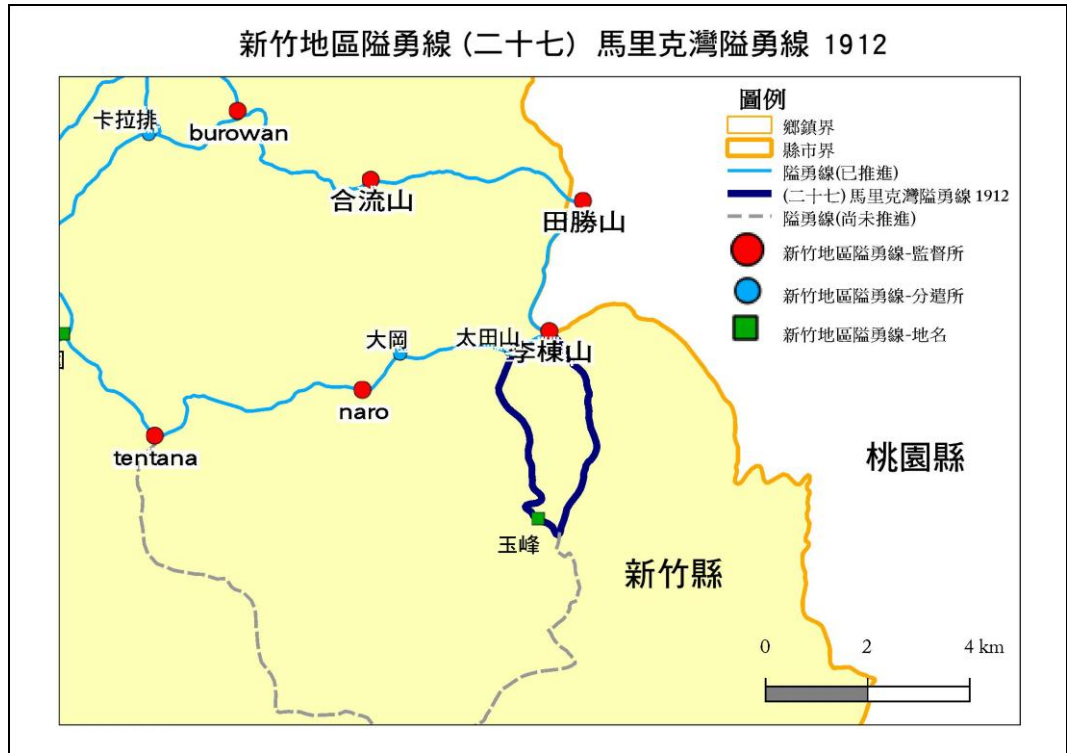 新竹地區隘勇線 (二十七) 馬里克灣隘勇線 1912
圖例
鄉鎮界
縣市界
隘勇線(已推進)
(二十七) 馬里克灣隘勇線 1912
隘勇線(尚未推進)
新竹地區隘勇線-監督所
新竹地區隘勇線-分遣所
新竹地區隘勇線-地名
卡拉排
burowan
合流山
田勝山
大岡
太田山
李棟山
naro
tentana
玉峰
桃園縣
新竹縣
0 2 4 km